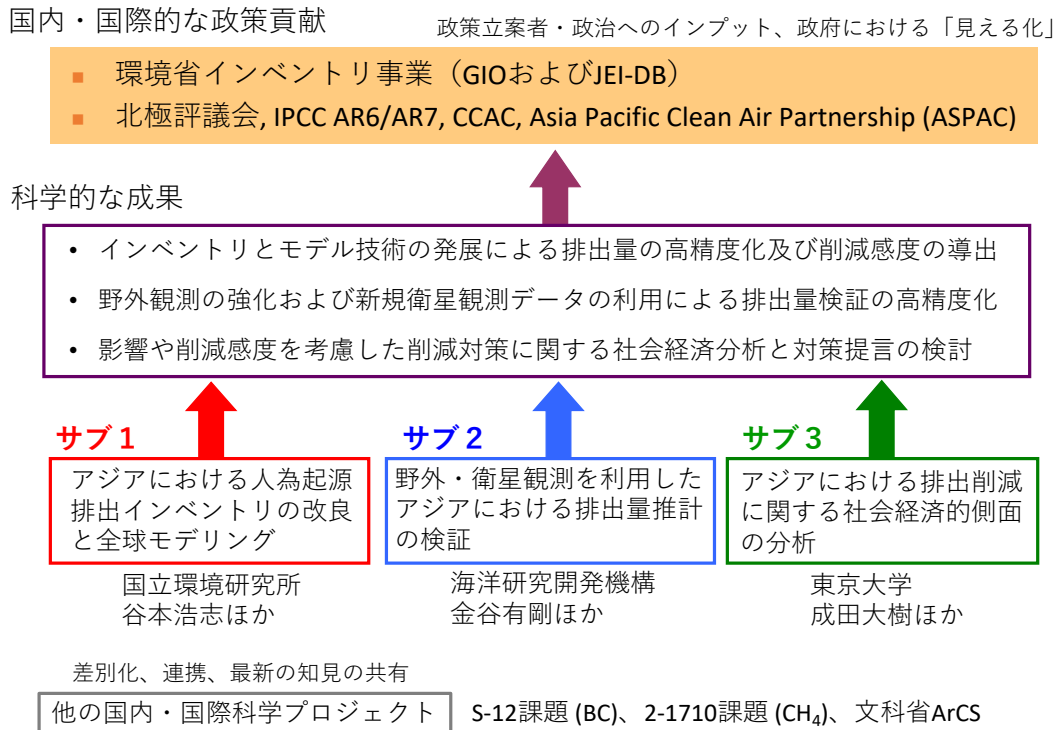 国内・国際的な政策貢献
政策立案者・政治へのインプット、政府における「見える化」
▪ 環境省インベントリ事業（GIOおよびJEI-DB）
▪ 北極評議会, IPCC AR6/AR7, CCAC, Asia Pacific Clean Air Partnership (ASPAC)
科学的な成果
• インベントリとモデル技術の発展による排出量の高精度化及び削減感度の導出
• 野外観測の強化および新規衛星観測データの利用による排出量検証の高精度化
• 影響や削減感度を考慮した削減対策に関する社会経済分析と対策提言の検討
サブ１
アジアにおける人為起源
排出インベントリの改良
と全球モデリング
国立環境研究所
谷本浩志ほか
サブ２
野外・衛星観測を利用した
アジアにおける排出量推計
の検証
海洋研究開発機構
金谷有剛ほか
サブ３
アジアにおける排出削減
に関する社会経済的側面
の分析
東京大学
成田大樹ほか
差別化、連携、最新の知見の共有
他の国内・国際科学プロジェクト
S-12課題 (BC)、2-1710課題 (CH₄)、文科省ArCS